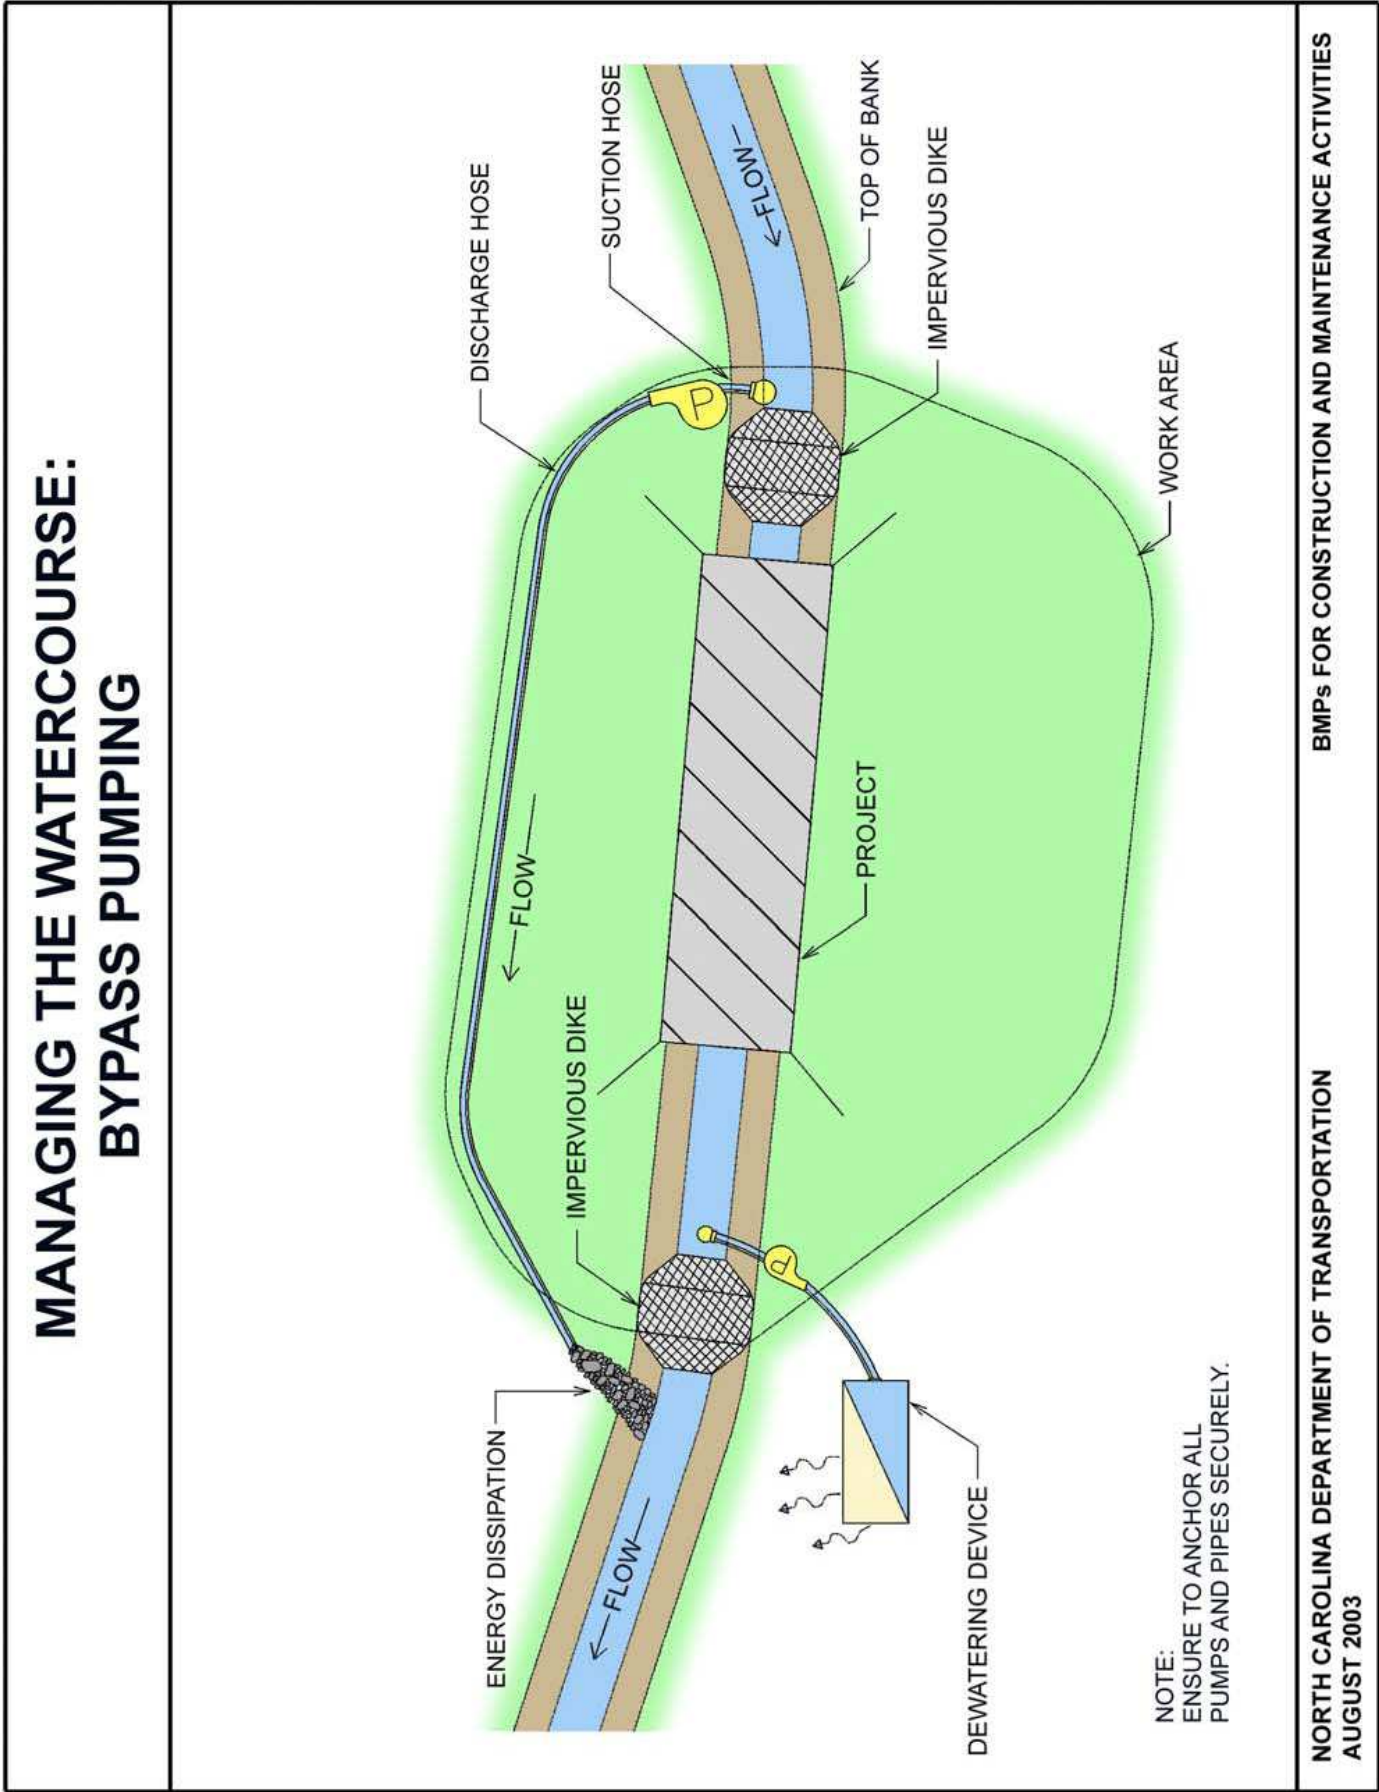 MANAGING THE WATERCOURSE:
BYPASS PUMPING
DISCHARGE HOSE
SUCTION HOSE
FLOW
TOP OF BANK
IMPERVIOUS DIKE
WORK AREA
P
FLOW
PROJECT
IMPERVIOUS DIKE
P
ENERGY DISSIPATION
FLOW
DEWATERING DEVICE
NOTE:
ENSURE TO ANCHOR ALL
PUMPS AND PIPES SECURELY.
NORTH CAROLINA DEPARTMENT OF TRANSPORTATION BMPs FOR CONSTRUCTION AND MAINTENANCE ACTIVITIES
AUGUST 2003